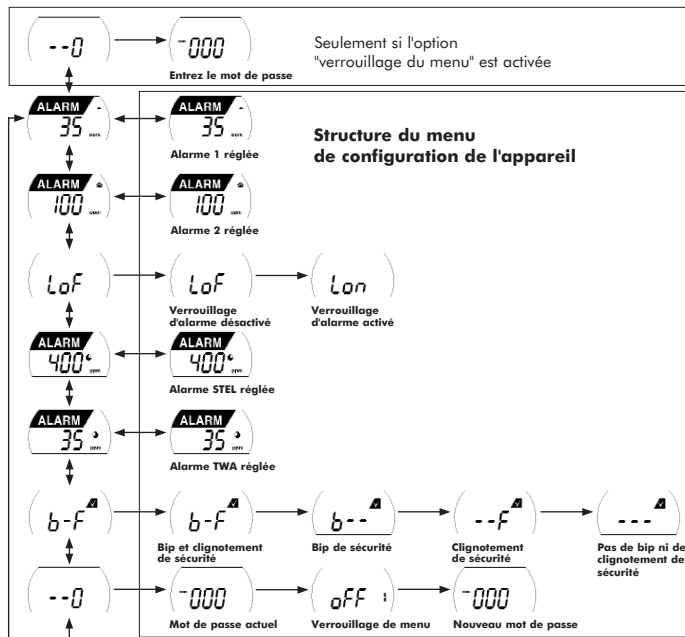 --0
-000
Entrez le mot de passe
Seulement si l'option
"verrouillage du menu" est activée
Structure du menu
de configuration de l'appareil
ALARM
35
ALARM
35
Alarme 1 réglée
ALARM
100
ALARM
100
Alarme 2 réglée
LoF
LoF
Lon
Verrouillage
d'alarme désactivé
Verrouillage
d'alarme activé
ALARM
400
ppm
ALARM
400
ppm
Alarme STEL réglée
ALARM
35
ppm
ALARM
35
ppm
Alarme TWA réglée
b-F
b-F
b--
--F
---
Bip et clignotement
de sécurité
Bip de sécurité
Clignotement
de sécurité
Pas de bip ni de
clignotement de
sécurité
--0
-000
oFF
-000
Mot de passe actuel
Verrouillage de menu
Nouveau mot de passe